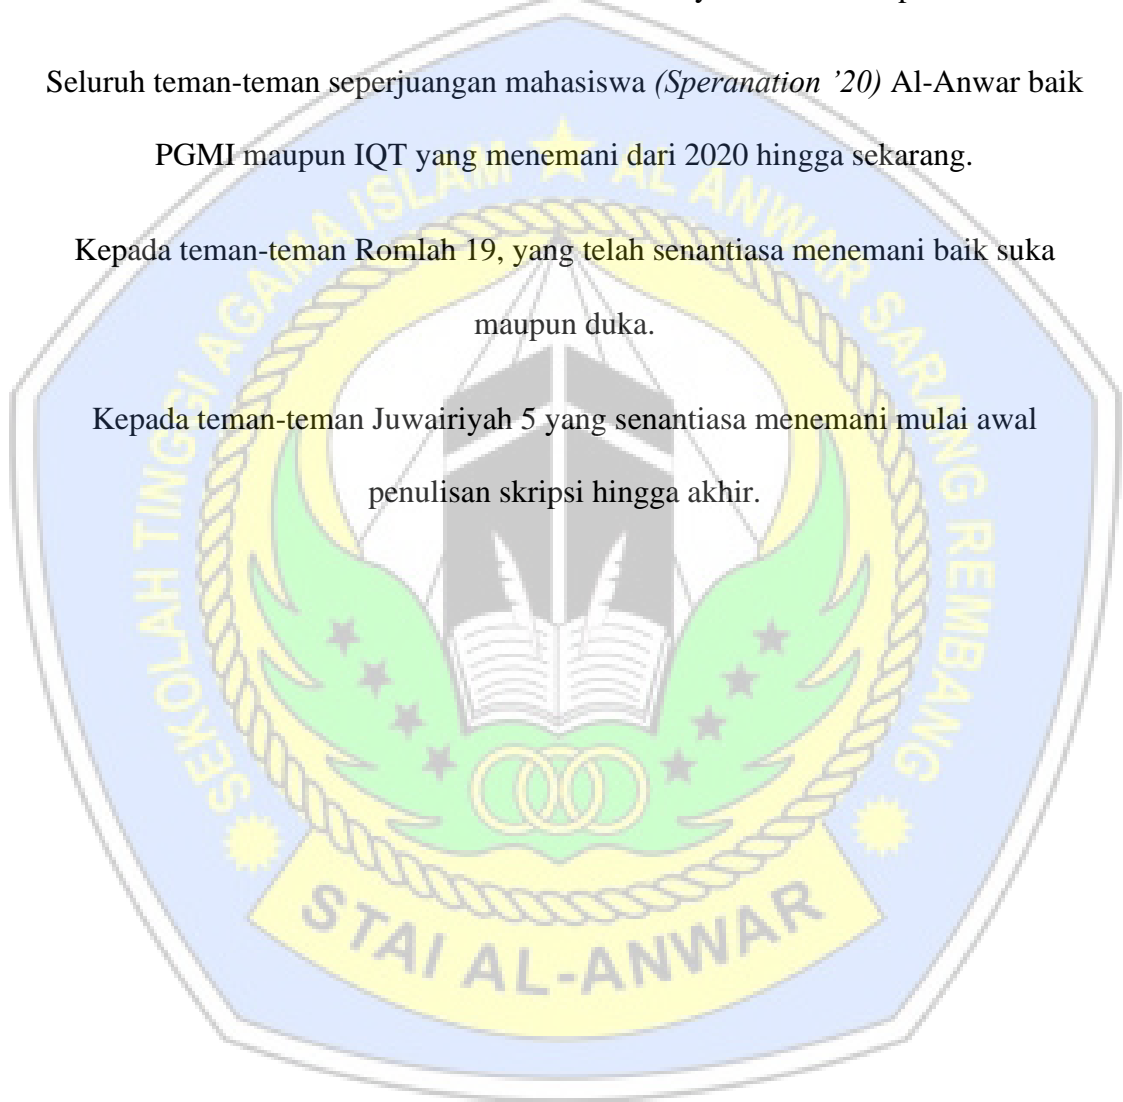 Seluruh teman-teman seperjuangan mahasiswa (Speranation ’20) Al-Anwar baik
PGMI maupun IQT yang menemani dari 2020 hingga sekarang.
Kepada teman-teman Romlah 19, yang telah senantiasa menemani baik suka
maupun duka.
Kepada teman-teman Juwairiyah 5 yang senantiasa menemani mulai awal
penulisan skripsi hingga akhir.
SEKOLAH TINGGI AGAMA ISLAM ★ AL ANWAR SARANG REMBANG
STAI AL-ANWAR